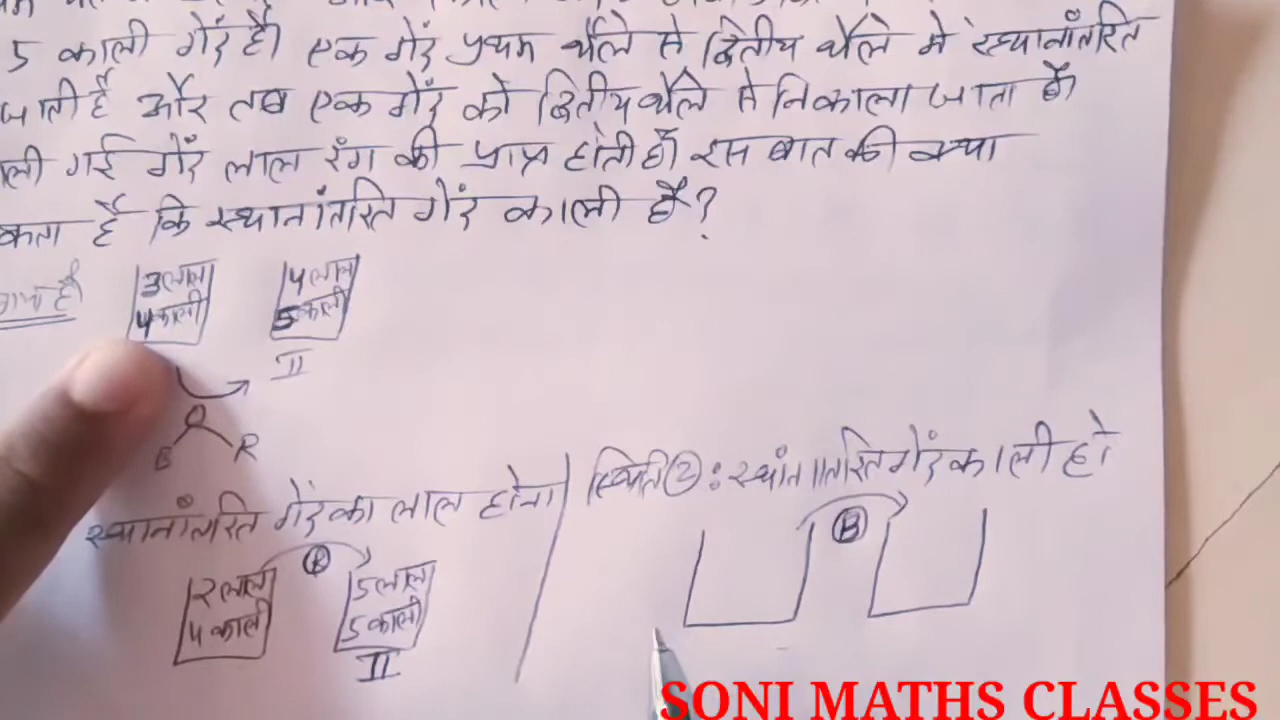 5 काली गेंद है। एक गेंद प्रथम थैले से द्वितीय थैले में स्थानांतरित
जाती है और तब एक गेंद को द्वितीय थैले से निकाला जाता है
ली गई गेंद लाल रंग की प्राप्त होती है। इस बात की क्या
कता है कि स्थानांतरित गेंद काली है?
3 लाल 4 लाल
4 काली 5 काली
II
B R
स्थानांतरित गेंद का लाल होना
स्थिति ② : स्थांनातरित गेंद काली हो
R B
2 लाल 5 लाल
4 काली 5 काली
II
SONI MATHS CLASSES